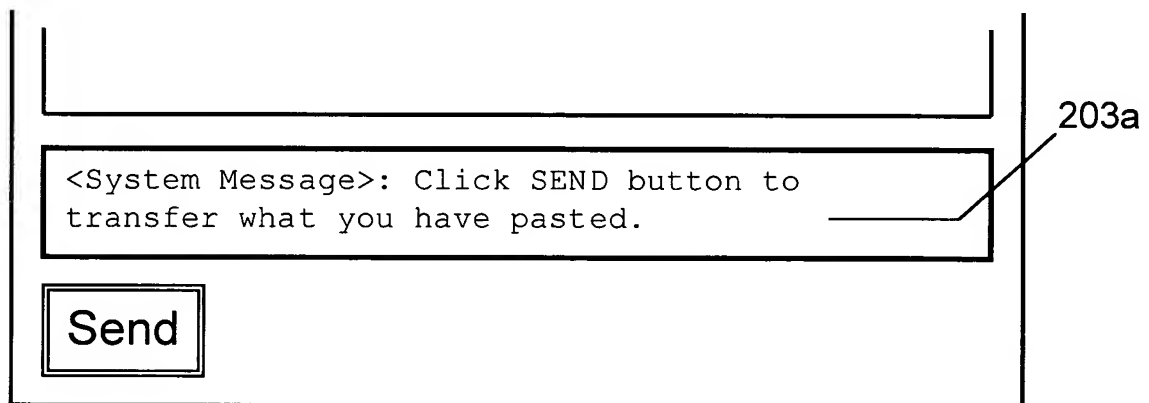 203a
<System Message>: Click SEND button to
transfer what you have pasted.
Send